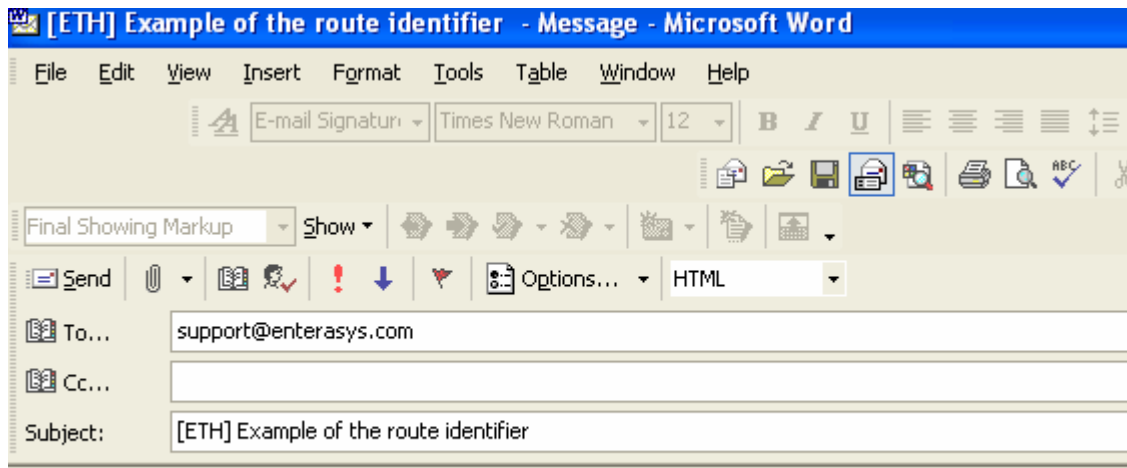 [ETH] Example of the route identifier - Message - Microsoft Word
File Edit View Insert Format Tools Table Window Help
E-mail Signatur Times New Roman 12 B I U
ABC
Final Showing Markup Show
Send Options... HTML
To... support@enterasys.com
Cc...
Subject: [ETH] Example of the route identifier